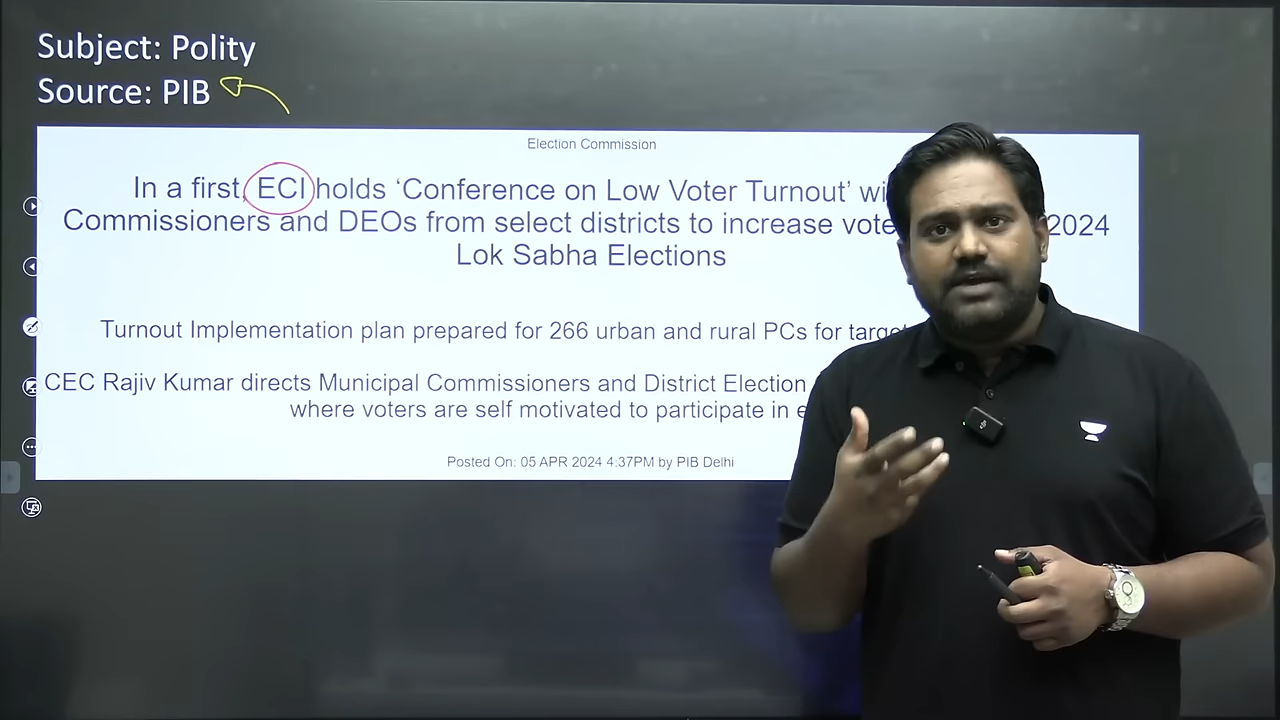 Subject: Polity
Source: PIB
Election Commission
In a first, ECI holds ‘Conference on Low Voter Turnout’
Commissioners and DEOs from select districts to increase 2024
Lok Sabha Elections
Turnout Implementation plan prepared for 266 urban and rural PCs for
CEC Rajiv Kumar directs Municipal Commissioners and District Election
where voters are self motivated to participate in
Posted On: 05 APR 2024 4:37PM by PIB Delhi